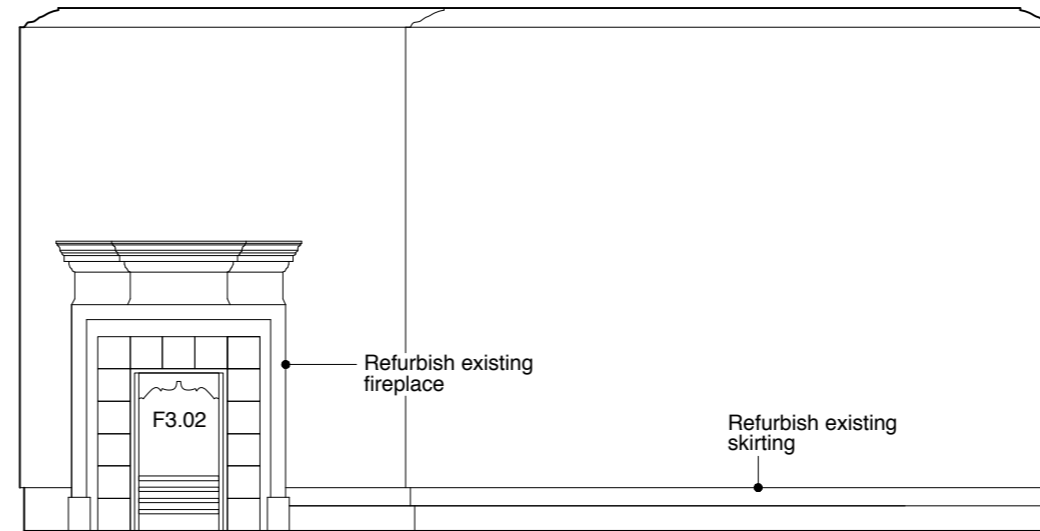 Refurbish existing
fireplace
F3.02
Refurbish existing
skirting